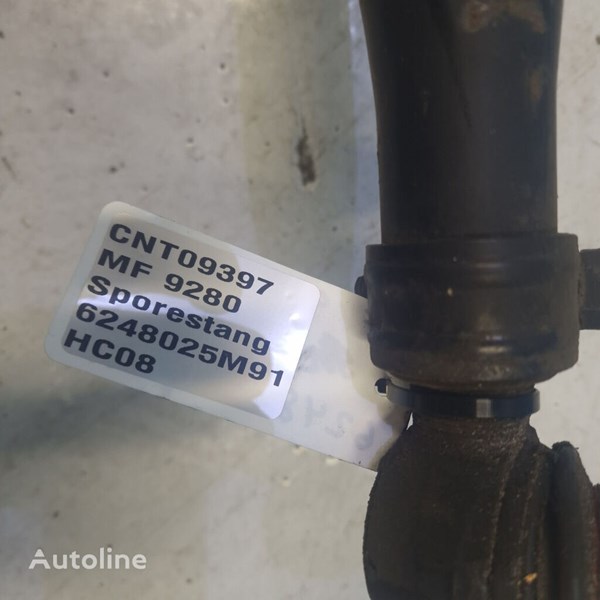 CNT09397
MF 9280
Sporestang
6248025M91
HC08
Autoline